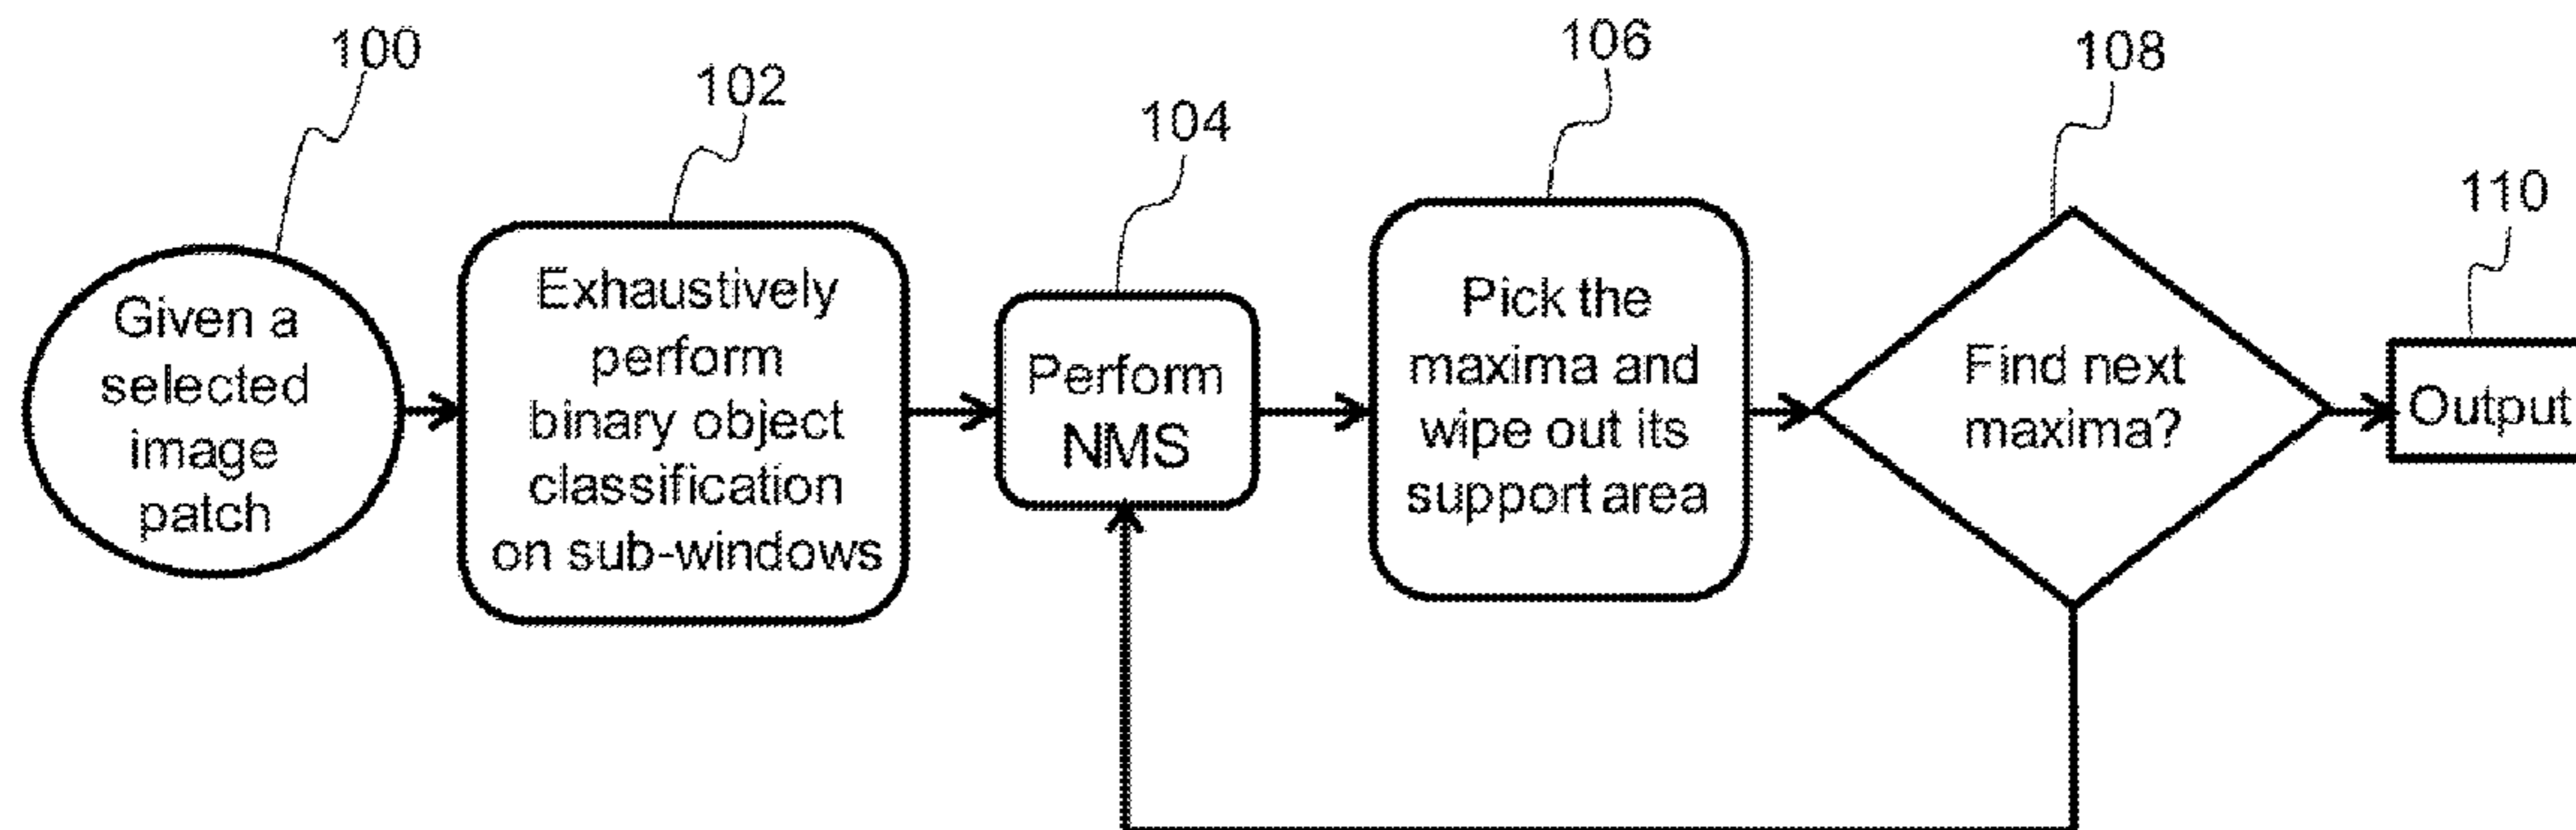 100
Given a
selected
image
patch
102
Exhaustively
perform
binary object
classification
on sub-windows
104
Perform
NMS
106
Pick the
maxima and
wipe out its
support area
108
Find next
maxima?
110
Output